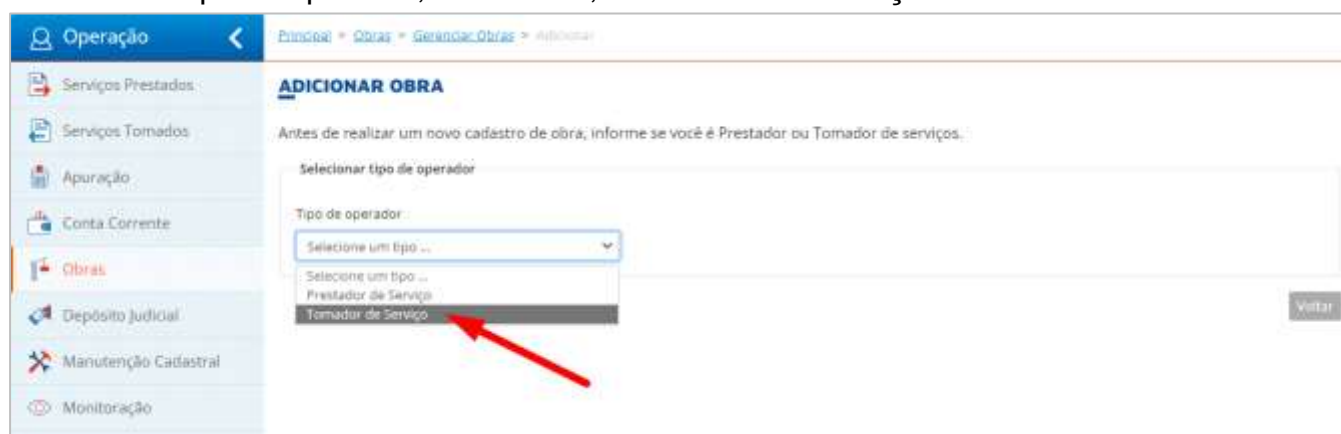 Operação
Principal » Obras » Gerenciar Obras » Adicionar
Serviços Prestados
ADICIONAR OBRA
Serviços Tomados
Antes de realizar um novo cadastro de obra, informe se você é Prestador ou Tomador de serviços.
Selecionar tipo de operador
Apuração
Tipo de operador
Conta Corrente
Selecione um tipo ...
Obras
Selecione um tipo ...
Prestador de Serviço
Tomador de Serviço
Voltar
Depósito Judicial
Manutenção Cadastral
Monitoração